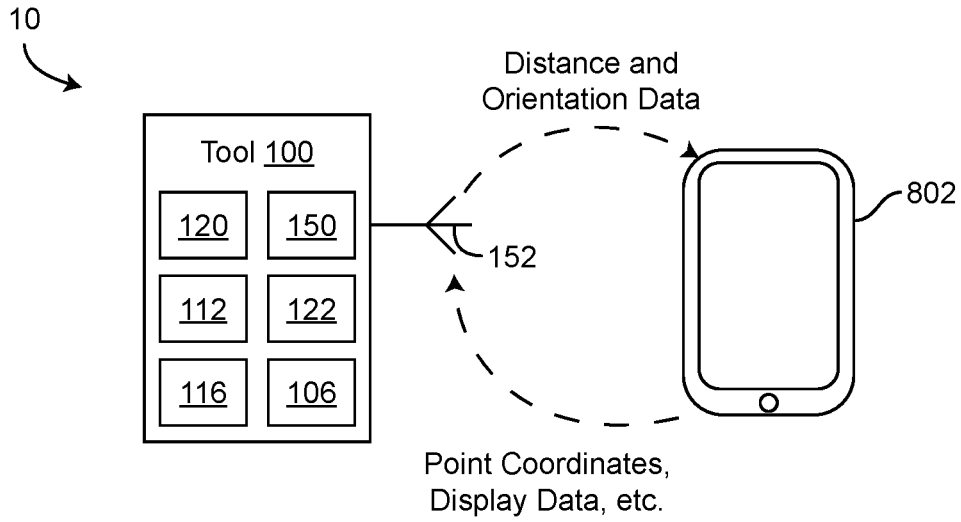 10
Distance and
Orientation Data
Tool 100
802
120 150
152
112 122
116 106
Point Coordinates,
Display Data, etc.